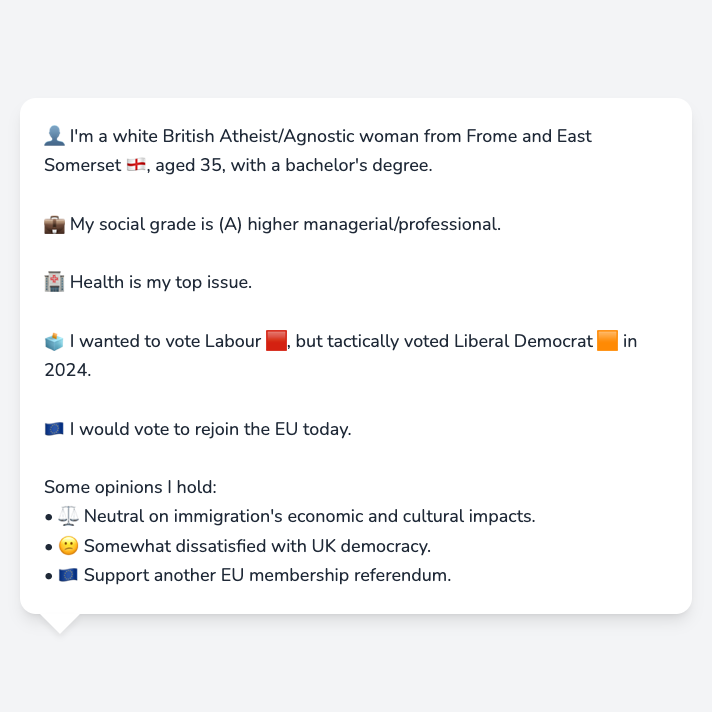 👤 I'm a white British Atheist/Agnostic woman from Frome and East
Somerset 🏴󠁧󠁢󠁥󠁮󠁧󠁿, aged 35, with a bachelor's degree.
💼 My social grade is (A) higher managerial/professional.
🏥 Health is my top issue.
🗳️ I wanted to vote Labour 🟥, but tactically voted Liberal Democrat 🟧 in
2024.
🇪🇺 I would vote to rejoin the EU today.
Some opinions I hold:
• ⚖️ Neutral on immigration's economic and cultural impacts.
• 😕 Somewhat dissatisfied with UK democracy.
• 🇪🇺 Support another EU membership referendum.